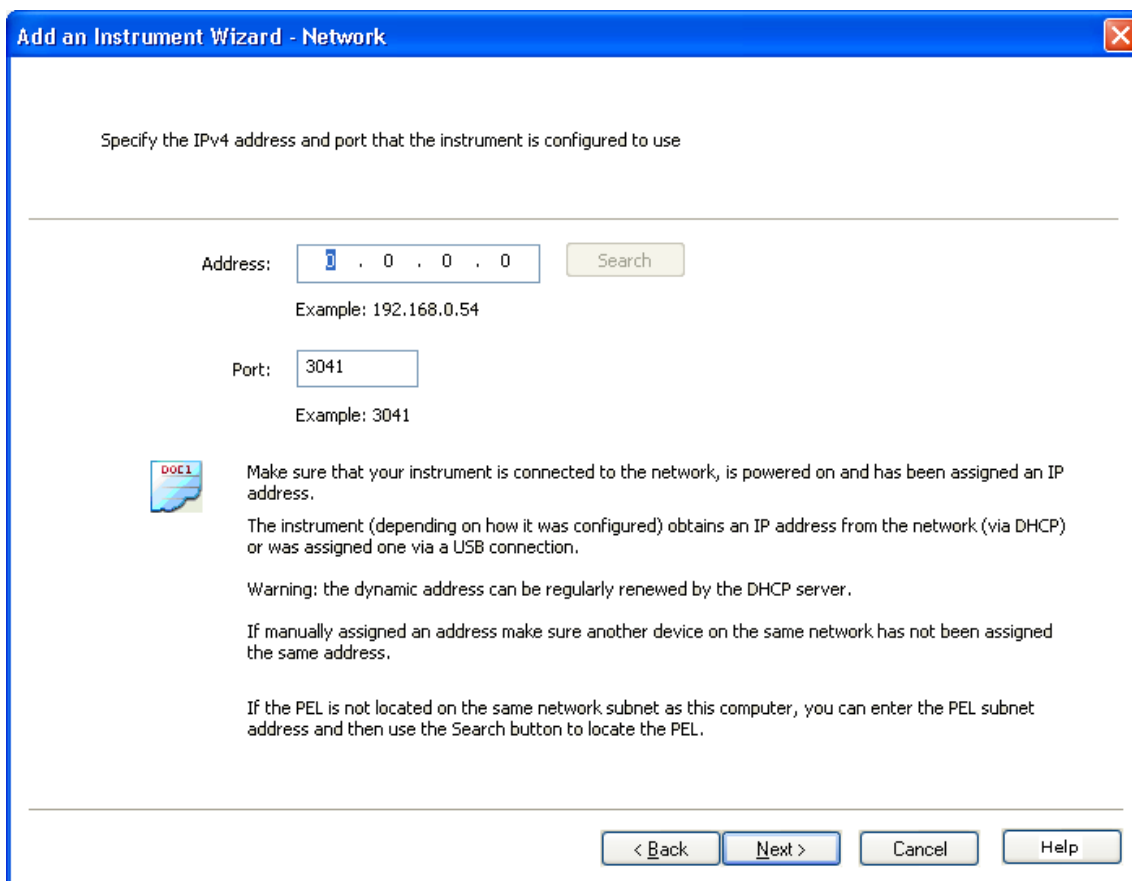 Add an Instrument Wizard - Network
Specify the IPv4 address and port that the instrument is configured to use
Address: 0 . 0 . 0 . 0 Search
Example: 192.168.0.54
Port: 3041
Example: 3041
DOC1
Make sure that your instrument is connected to the network, is powered on and has been assigned an IP
address.
The instrument (depending on how it was configured) obtains an IP address from the network (via DHCP)
or was assigned one via a USB connection.
Warning: the dynamic address can be regularly renewed by the DHCP server.
If manually assigned an address make sure another device on the same network has not been assigned
the same address.
If the PEL is not located on the same network subnet as this computer, you can enter the PEL subnet
address and then use the Search button to locate the PEL.
< Back Next > Cancel Help